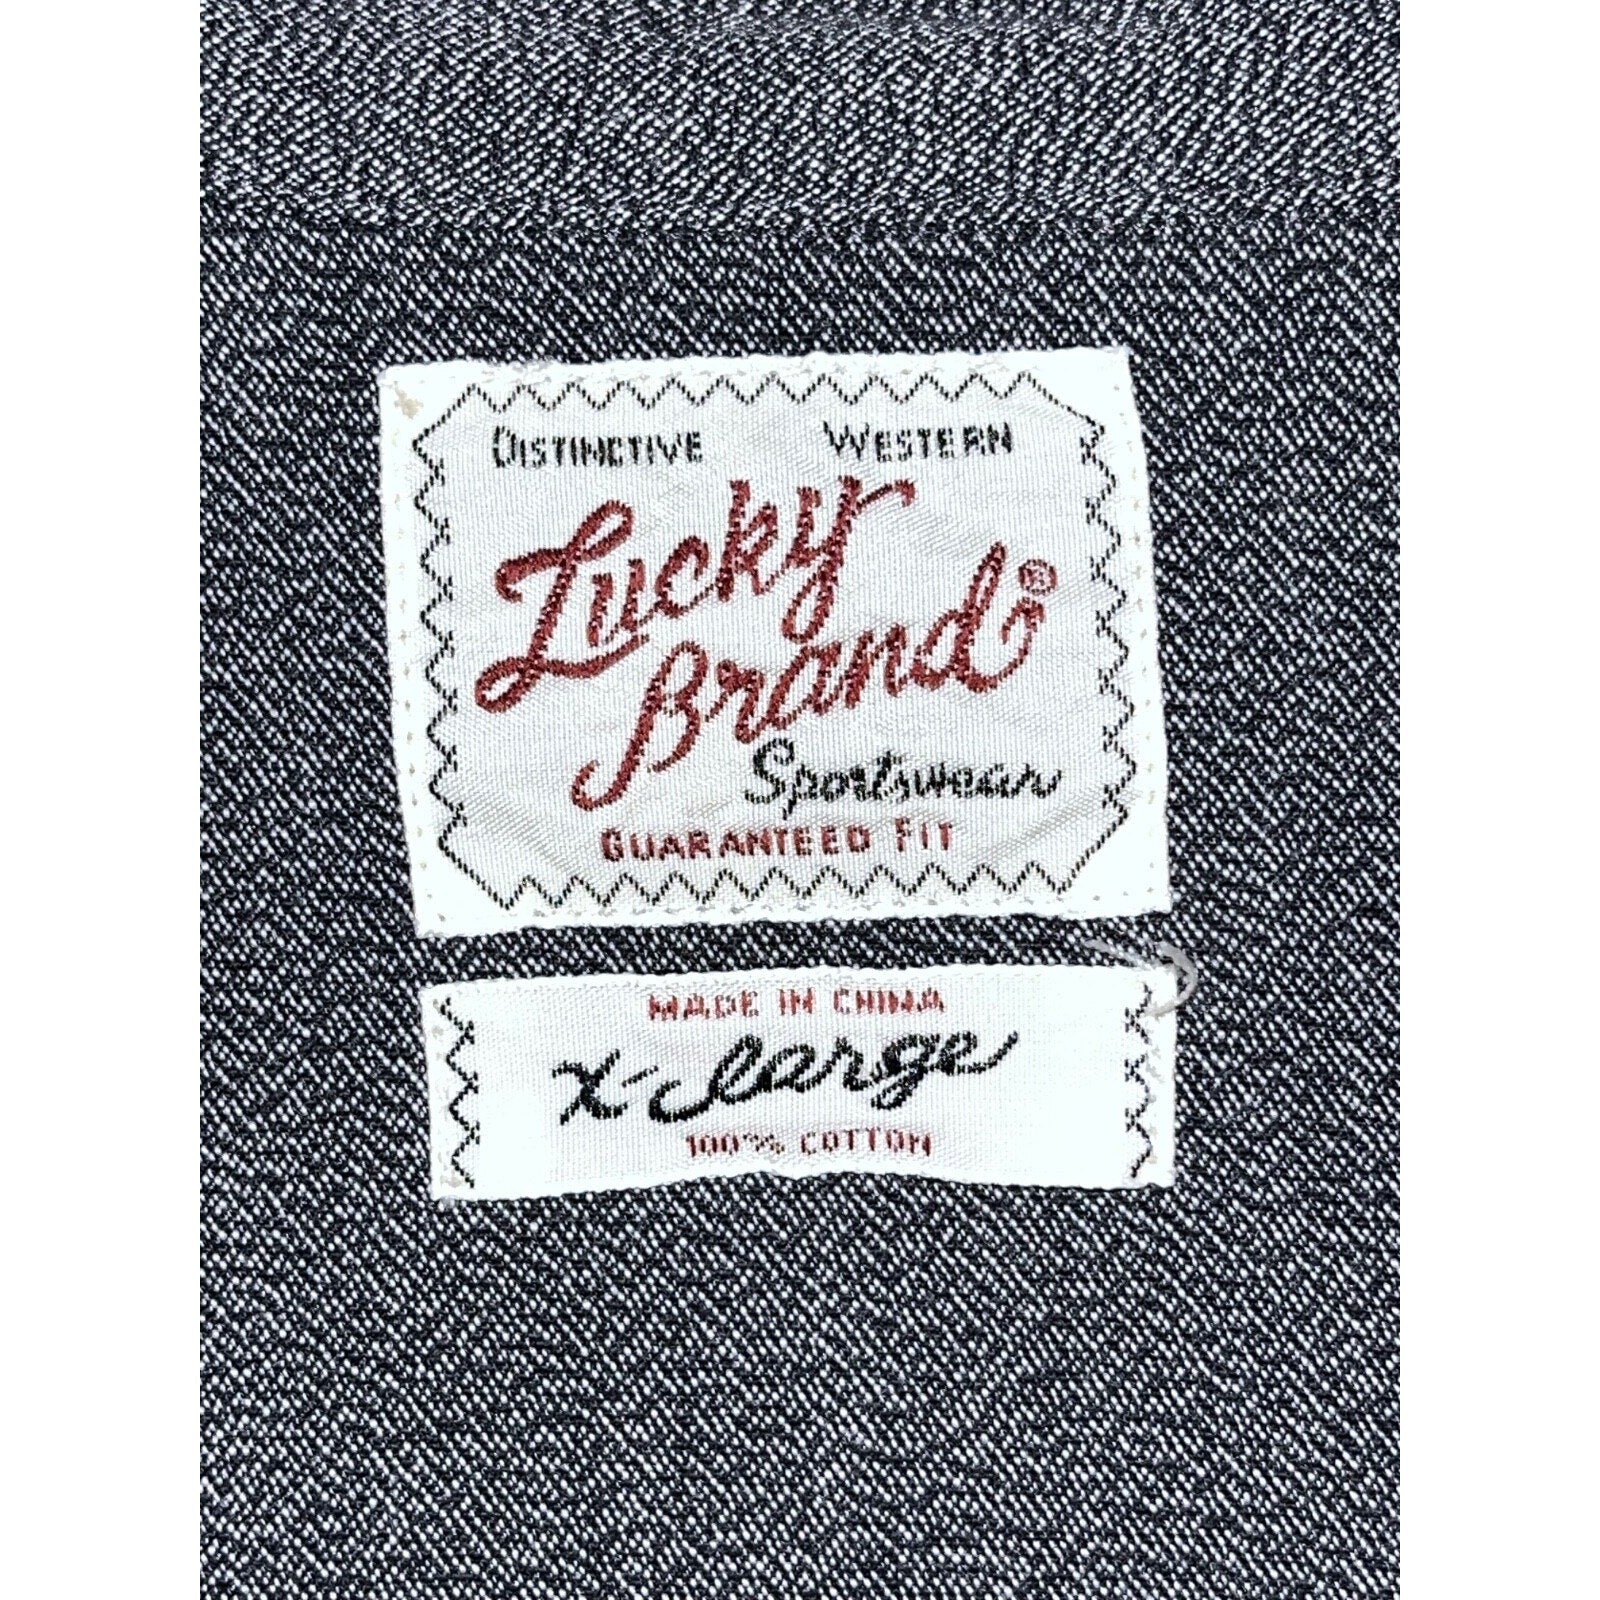 DISTINCTIVE WESTERN
Lucky
Brand®
Sportswear
GUARANTEED FIT
MADE IN CHINA
X-Large
100% COTTON